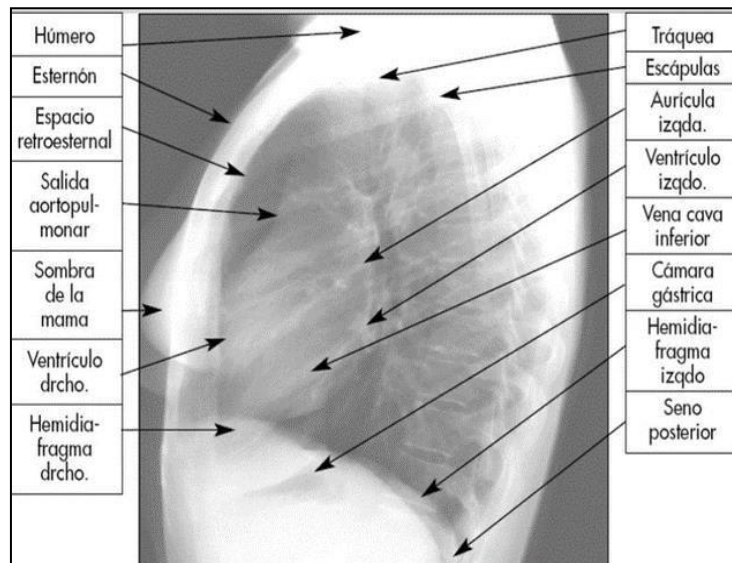 Húmero
Esternón
Espacio
retroesternal
Salida
aortopul-
monar
Sombra
de la
mama
Ventrículo
drcho.
Hemidia-
fragma
drcho.
Tráquea
Escápulas
Aurícula
izqda.
Ventrículo
izqdo.
Vena cava
inferior
Cámara
gástrica
Hemidia-
fragma
izqdo
Seno
posterior